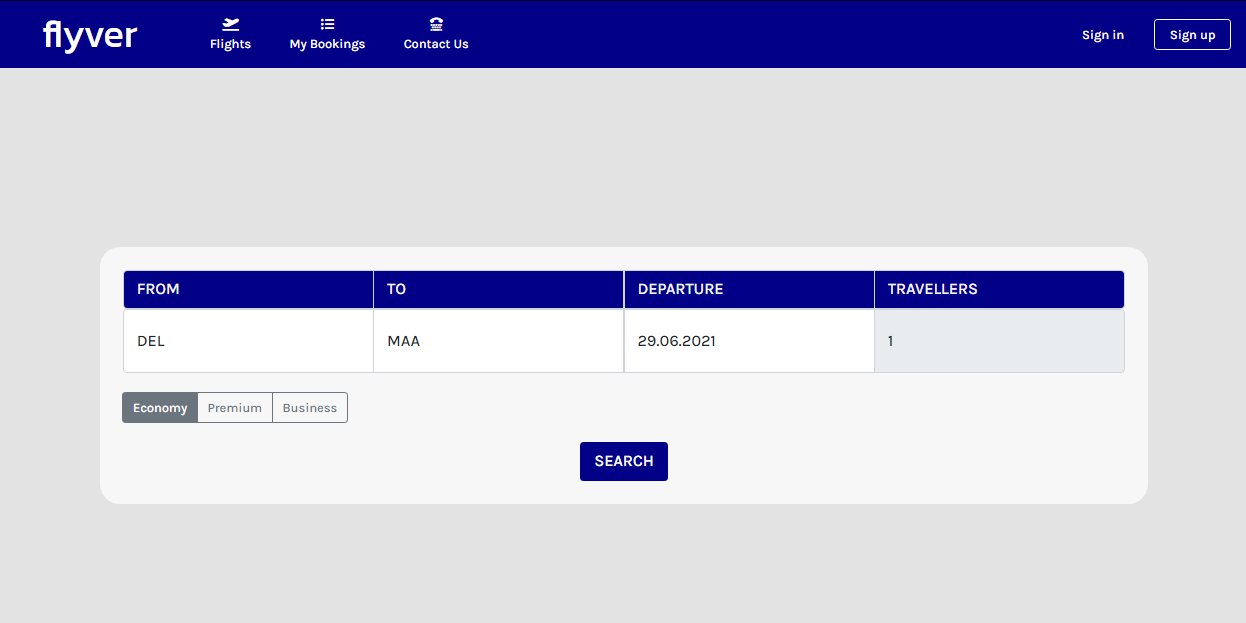 flyver
Flights
My Bookings
Contact Us
Sign in
Sign up
FROM TO DEPARTURE TRAVELLERS
DEL MAA 29.06.2021 1
Economy Premium Business
SEARCH